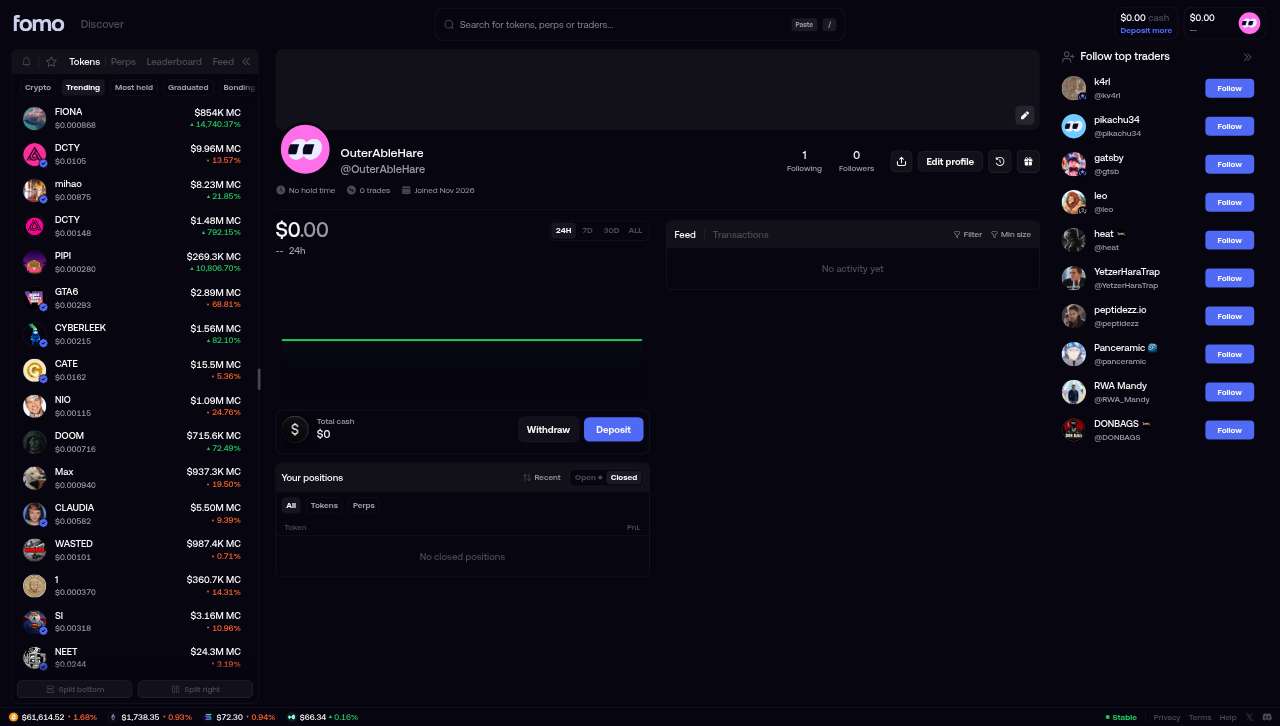 fomo Discover
Search for tokens, perps or traders... Paste /
$0.00 cash
Deposit more
$0.00
--
Tokens Perps Leaderboard Feed
Crypto Trending Most held Graduated Bonding
FIONA $854K MC
$0.000868 14,740.37%
DCTY $9.96M MC
$0.0105 13.57%
mihao $8.23M MC
$0.00875 21.85%
DCTY $1.48M MC
$0.00148 792.15%
PIPI $269.3K MC
$0.000280 10,806.70%
GTA6 $2.89M MC
$0.00293 68.81%
CYBERLEEK $1.56M MC
$0.00215 82.10%
CATE $15.5M MC
$0.0162 5.36%
NIO $1.09M MC
$0.00115 24.76%
DOOM $715.6K MC
$0.000716 72.49%
Max $937.3K MC
$0.000940 19.50%
CLAUDIA $5.50M MC
$0.00582 9.39%
WASTED $987.4K MC
$0.00101 0.71%
1 $360.7K MC
$0.000370 14.31%
SI $3.16M MC
$0.00318 10.96%
NEET $24.3M MC
$0.0244 3.19%
Split bottom Split right
OuterAbleHare
@OuterAbleHare
No hold time 0 trades Joined Nov 2026
1 Following
0 Followers
Edit profile
$0.00
-- 24h
24H 7D 30D ALL
Total cash
$0
Withdraw Deposit
Your positions Recent Open Closed
All Tokens Perps
Token PnL
No closed positions
Feed Transactions Filter Min size
No activity yet
Follow top traders
k4rl
@kv4rl
Follow
pikachu34
@pikachu34
Follow
gatsby
@gtsb
Follow
leo
@leo
Follow
heat
@heat
Follow
YetzerHaraTrap
@YetzerHaraTrap
Follow
peptidezz.io
@peptidezz
Follow
Panceramic
@panceramic
Follow
RWA Mandy
@RWA_Mandy
Follow
DONBAGS
@DONBAGS
Follow
$61,614.52 1.68% $1,738.35 0.93% $72.30 0.94% $66.34 0.16%
Stable Privacy Terms Help